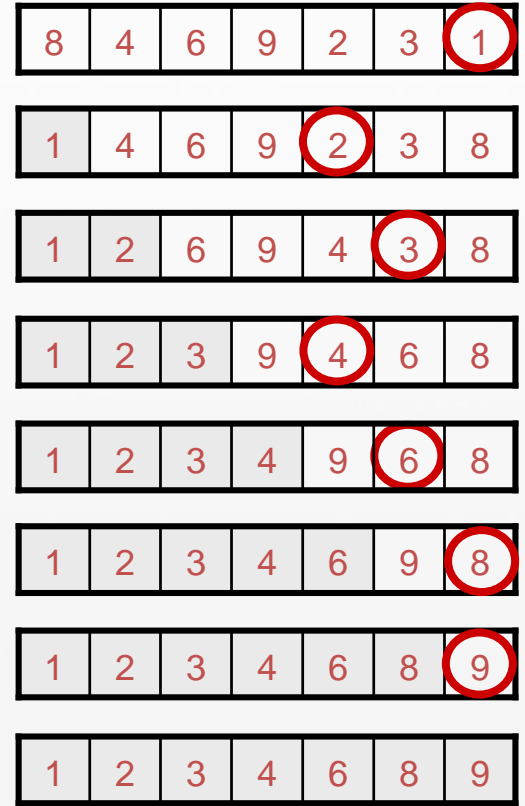 8 4 6 9 2 3 1
1 4 6 9 2 3 8
1 2 6 9 4 3 8
1 2 3 9 4 6 8
1 2 3 4 9 6 8
1 2 3 4 6 9 8
1 2 3 4 6 8 9
1 2 3 4 6 8 9